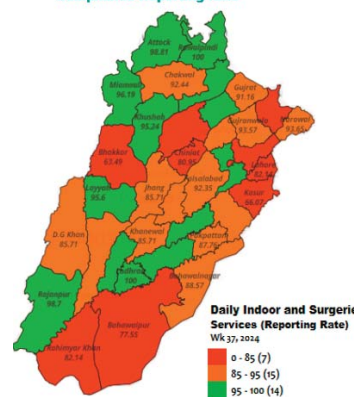 Attock
98.81
Rawalpindi
100
Chakwal
92.44
Mianwali
96.19
Gujrat
91.16
Khushab
95.24
Gujranwala
93.57
Narowal
93.65
Bhakkar
63.49
Chiniot
80.95
Lahore
Faisalabad
92.35
Kasur
66.07
Layyah
95.6
Jhang
85.71
Khanewal
85.71
Pakpattan
87.76
D.G Khan
85.71
Lodhran
100
Bahawalnagar
88.57
Rajanpur
98.7
Bahawalpur
77.55
Rahimyar Khan
82.14
Daily Indoor and Surgerie
Services (Reporting Rate)
Wk 37, 2024
0 - 85 (7)
85 - 95 (15)
95 - 100 (14)